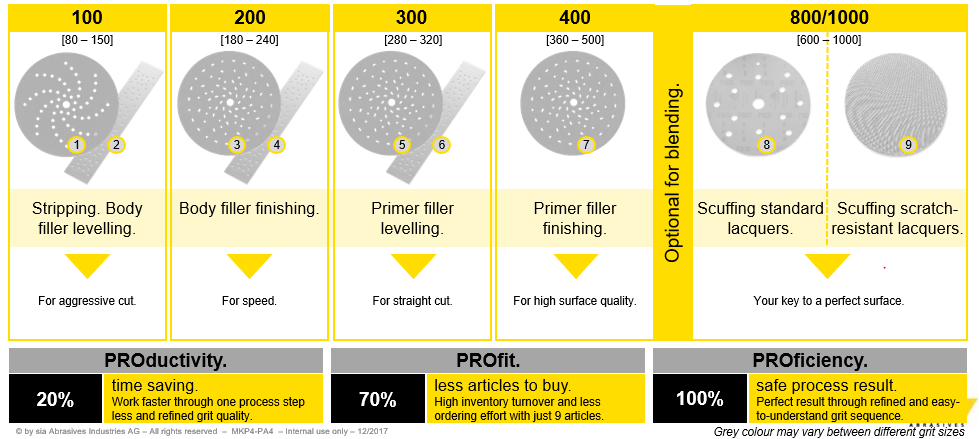 100
[80 – 150]
1
2
Stripping. Body
filler levelling.
For aggressive cut.
200
[180 – 240]
3
4
Body filler finishing.
For speed.
300
[280 – 320]
5
6
Primer filler
levelling.
For straight cut.
400
[360 – 500]
7
Primer filler
finishing.
For high surface quality.
Optional for blending.
800/1000
[600 – 1000]
8
9
Scuffing standard
lacquers.
Scuffing scratch-
resistant lacquers.
Your key to a perfect surface.
PROductivity.
20%
time saving.
Work faster through one process step
less and refined grit quality.
PROfit.
70%
less articles to buy.
High inventory turnover and less
ordering effort with just 9 articles.
PROficiency.
100%
safe process result.
Perfect result through refined and easy-
to-understand grit sequence.
ABRASIVES
© by sia Abrasives Industries AG – All rights reserved – MKP4-PA4 – Internal use only – 12/2017
Grey colour may vary between different grit sizes